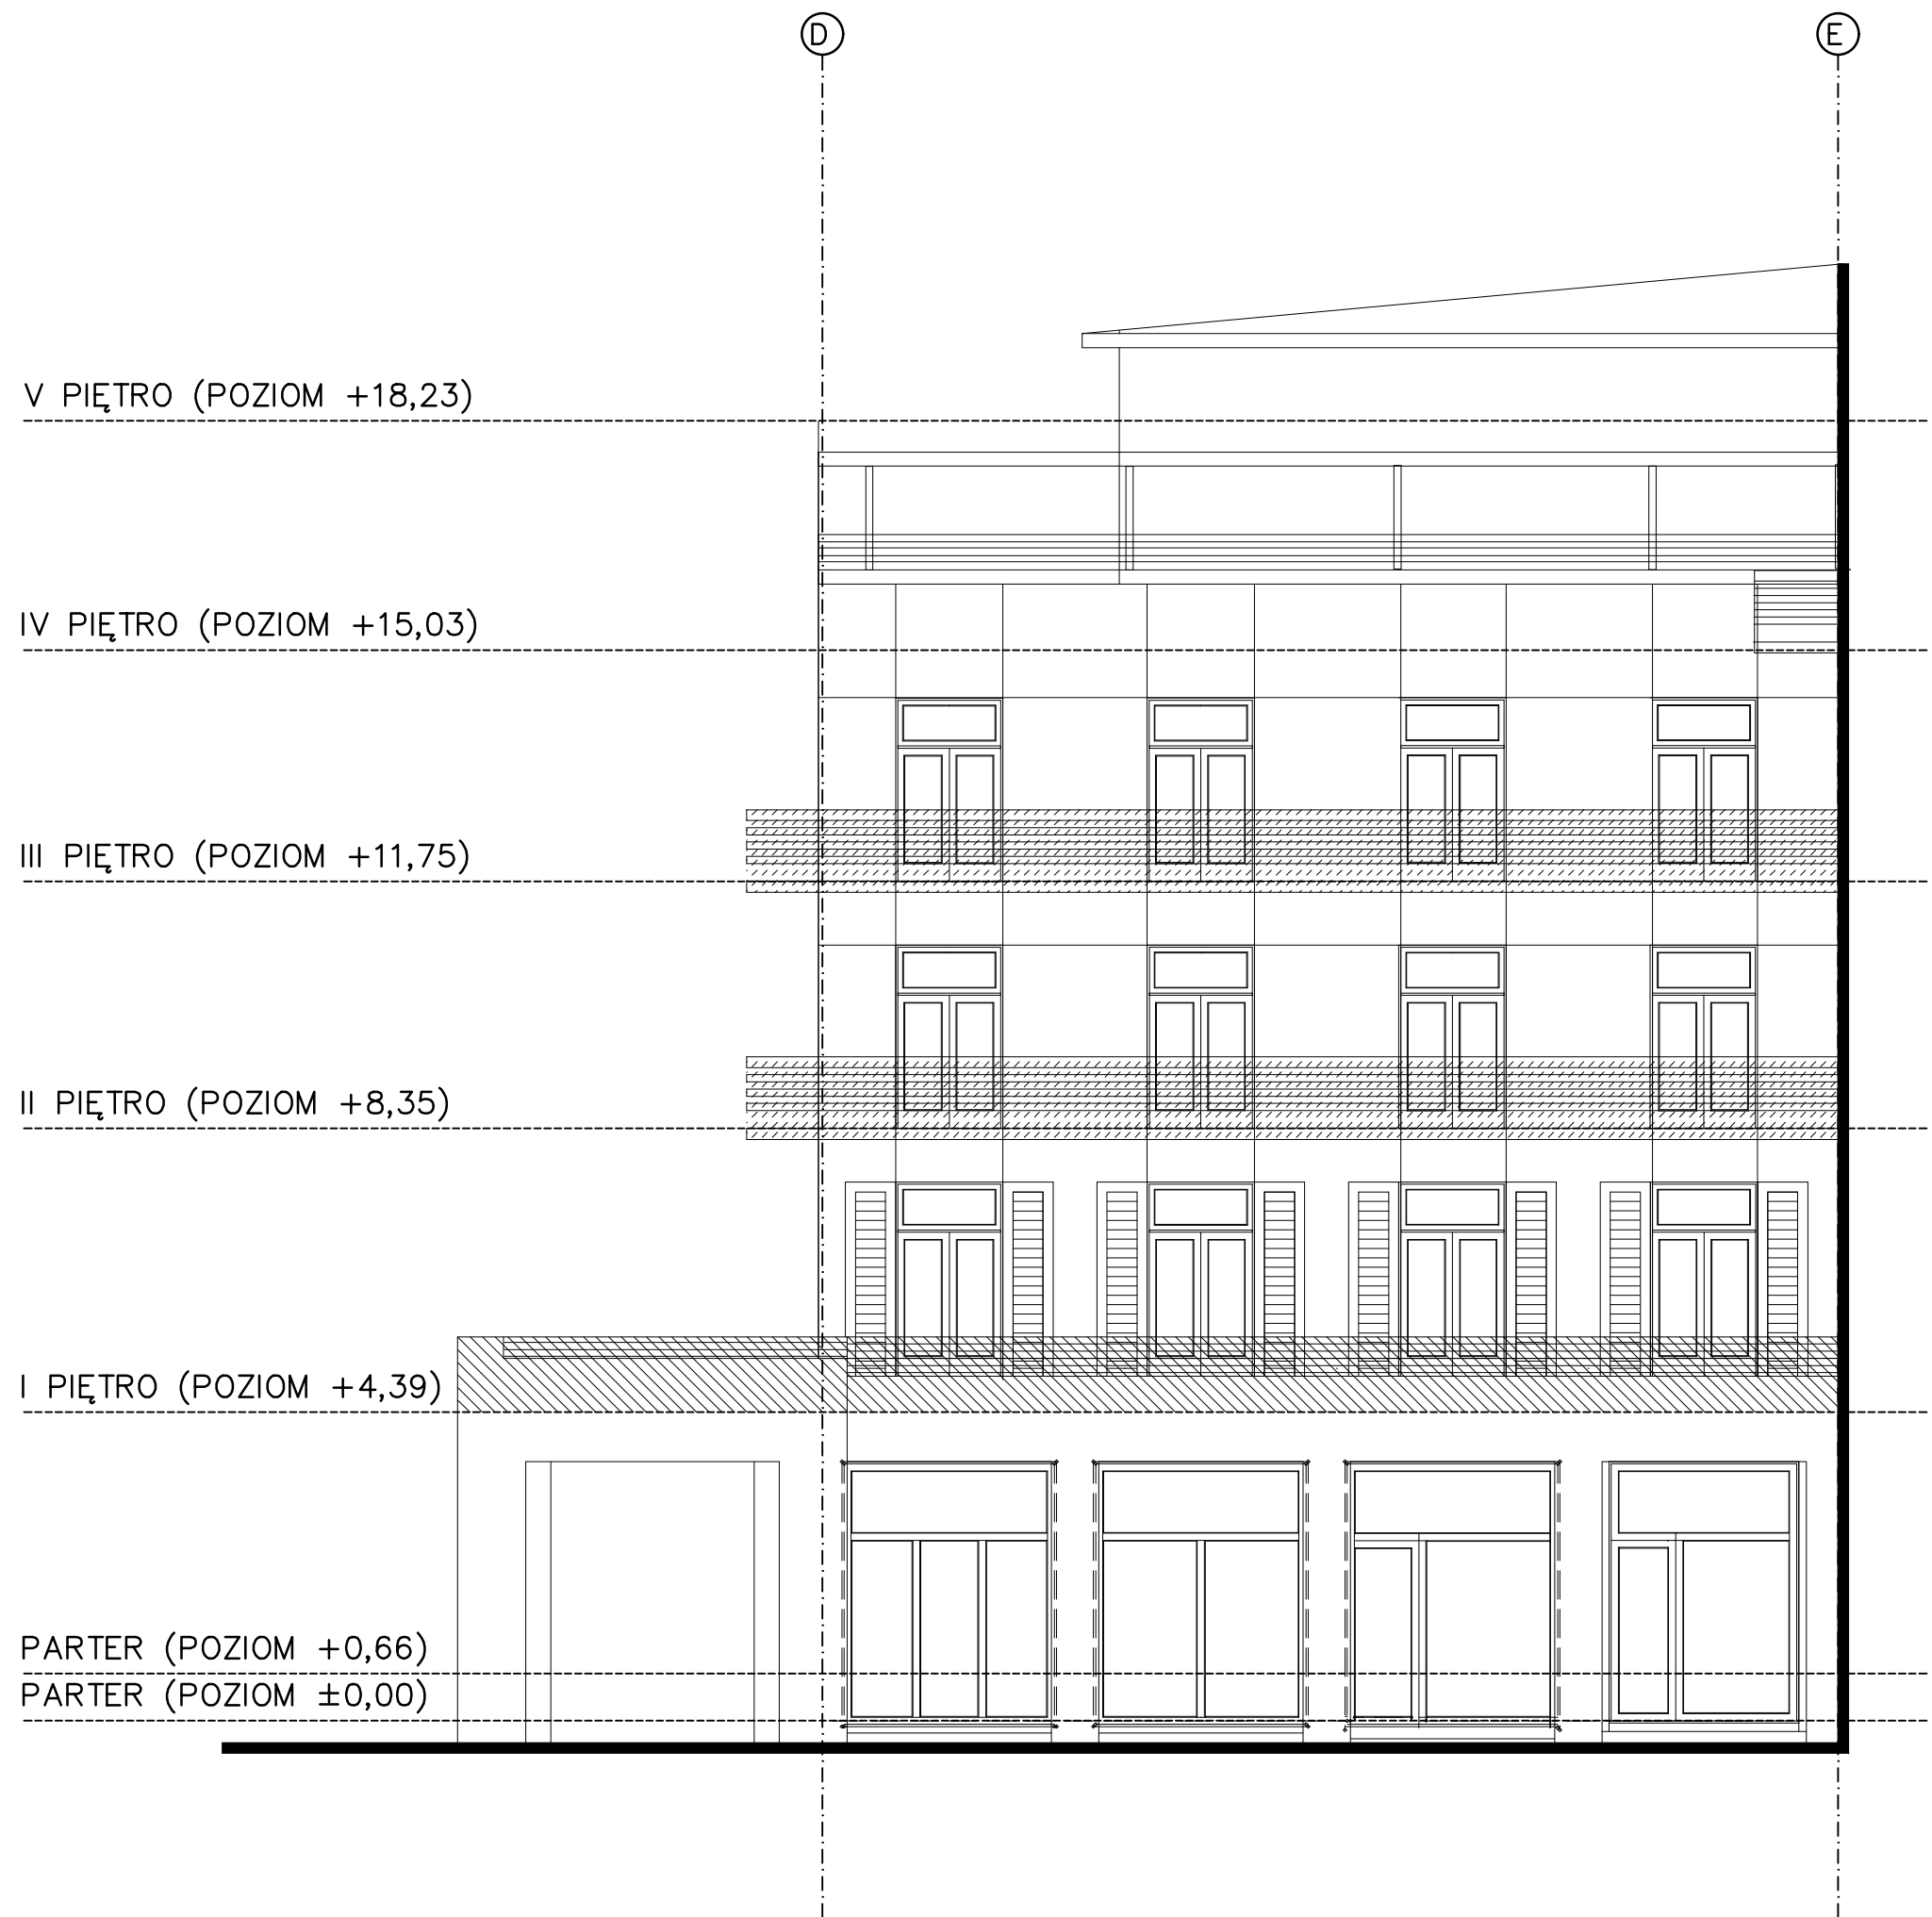 D
E
V PIĘTRO (POZIOM +18,23)
IV PIĘTRO (POZIOM +15,03)
III PIĘTRO (POZIOM +11,75)
II PIĘTRO (POZIOM +8,35)
I PIĘTRO (POZIOM +4,39)
PARTER (POZIOM +0,66)
PARTER (POZIOM ±0,00)